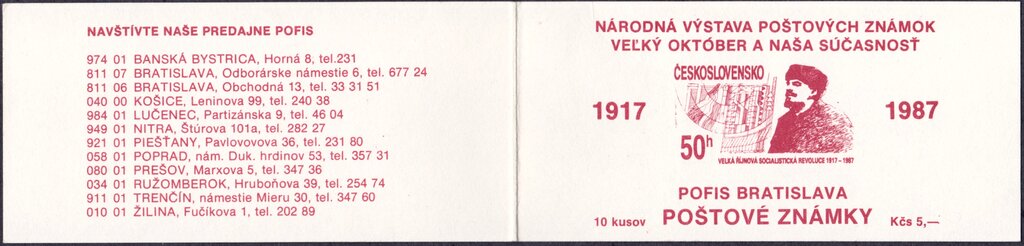 NAVŠTÍVTE NAŠE PREDAJNE POFIS
974 01 BANSKÁ BYSTRICA, Horná 8, tel.231
811 07 BRATISLAVA, Odborárske námestie 6, tel. 677 24
811 06 BRATISLAVA, Obchodná 13, tel. 33 31 51
040 00 KOŠICE, Leninova 99, tel. 240 38
984 01 LUČENEC, Partizánska 9, tel. 46 04
949 01 NITRA, Štúrova 101a, tel. 282 27
921 01 PIEŠŤANY, Pavlovovova 36, tel. 231 80
058 01 POPRAD, nám. Duk. hrdinov 53, tel. 357 31
080 01 PREŠOV, Marxova 5, tel. 347 36
034 01 RUŽOMBEROK, Hruboňova 39, tel. 254 74
911 01 TRENČÍN, námestie Mieru 30, tel. 347 60
010 01 ŽILINA, Fučíkova 1, tel. 202 89
NÁRODNÁ VÝSTAVA POŠTOVÝCH ZNÁMOK
VEĽKÝ OKTÓBER A NAŠA SÚČASNOSŤ
ČESKOSLOVENSKO
1917
1987
50h
VELKÁ ŘÍJNOVÁ SOCIALISTICKÁ REVOLUCE 1917 – 1987
POFIS BRATISLAVA
10 kusov POŠTOVÉ ZNÁMKY Kčs 5,—